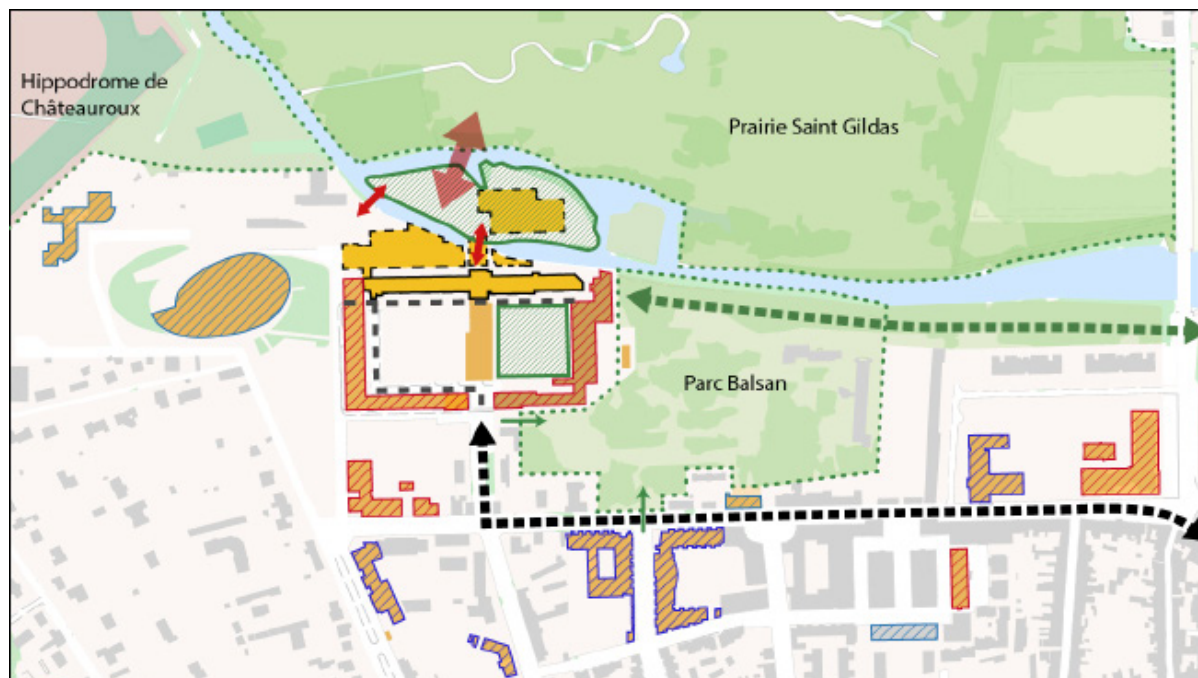 Hippodrome de
Châteauroux
Prairie Saint Gildas
Parc Balsan